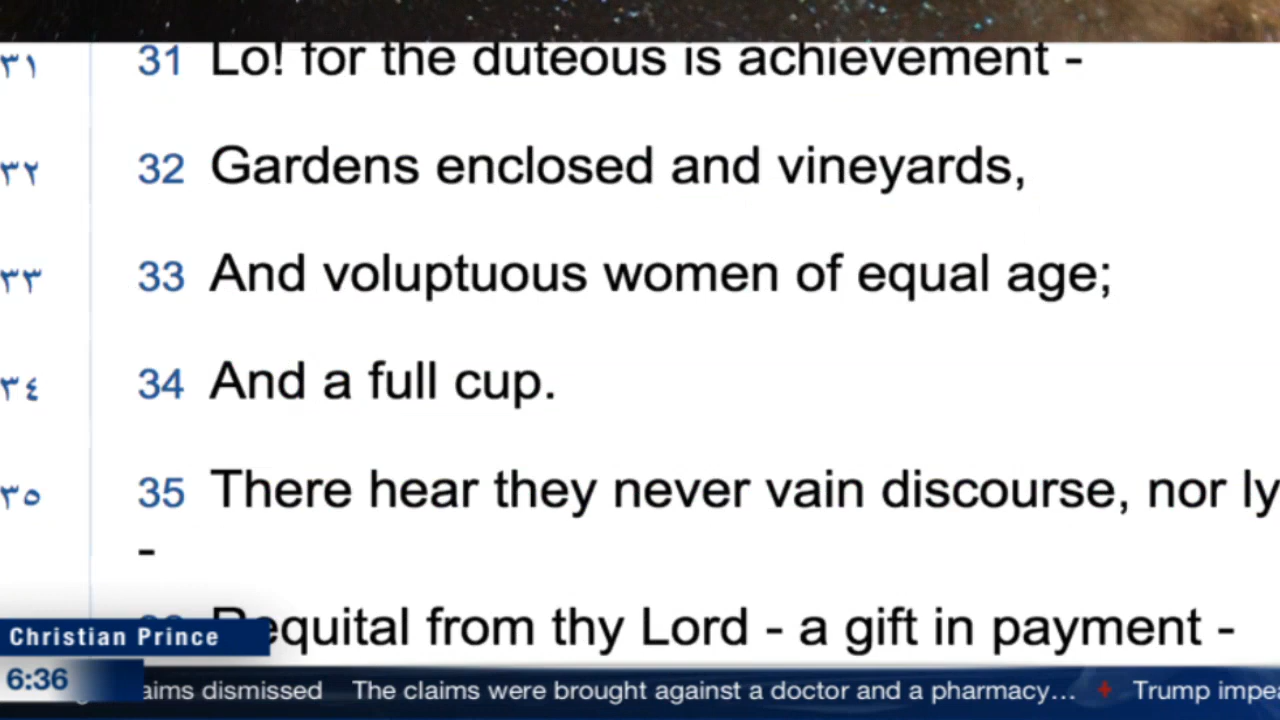 ٣١ 31 Lo! for the duteous is achievement -
٣٢ 32 Gardens enclosed and vineyards,
٣٣ 33 And voluptuous women of equal age;
٣٤ 34 And a full cup.
٣٥ 35 There hear they never vain discourse, nor ly
-
Requital from thy Lord - a gift in payment -
Christian Prince
6:36
aims dismissed The claims were brought against a doctor and a pharmacy... Trump impea